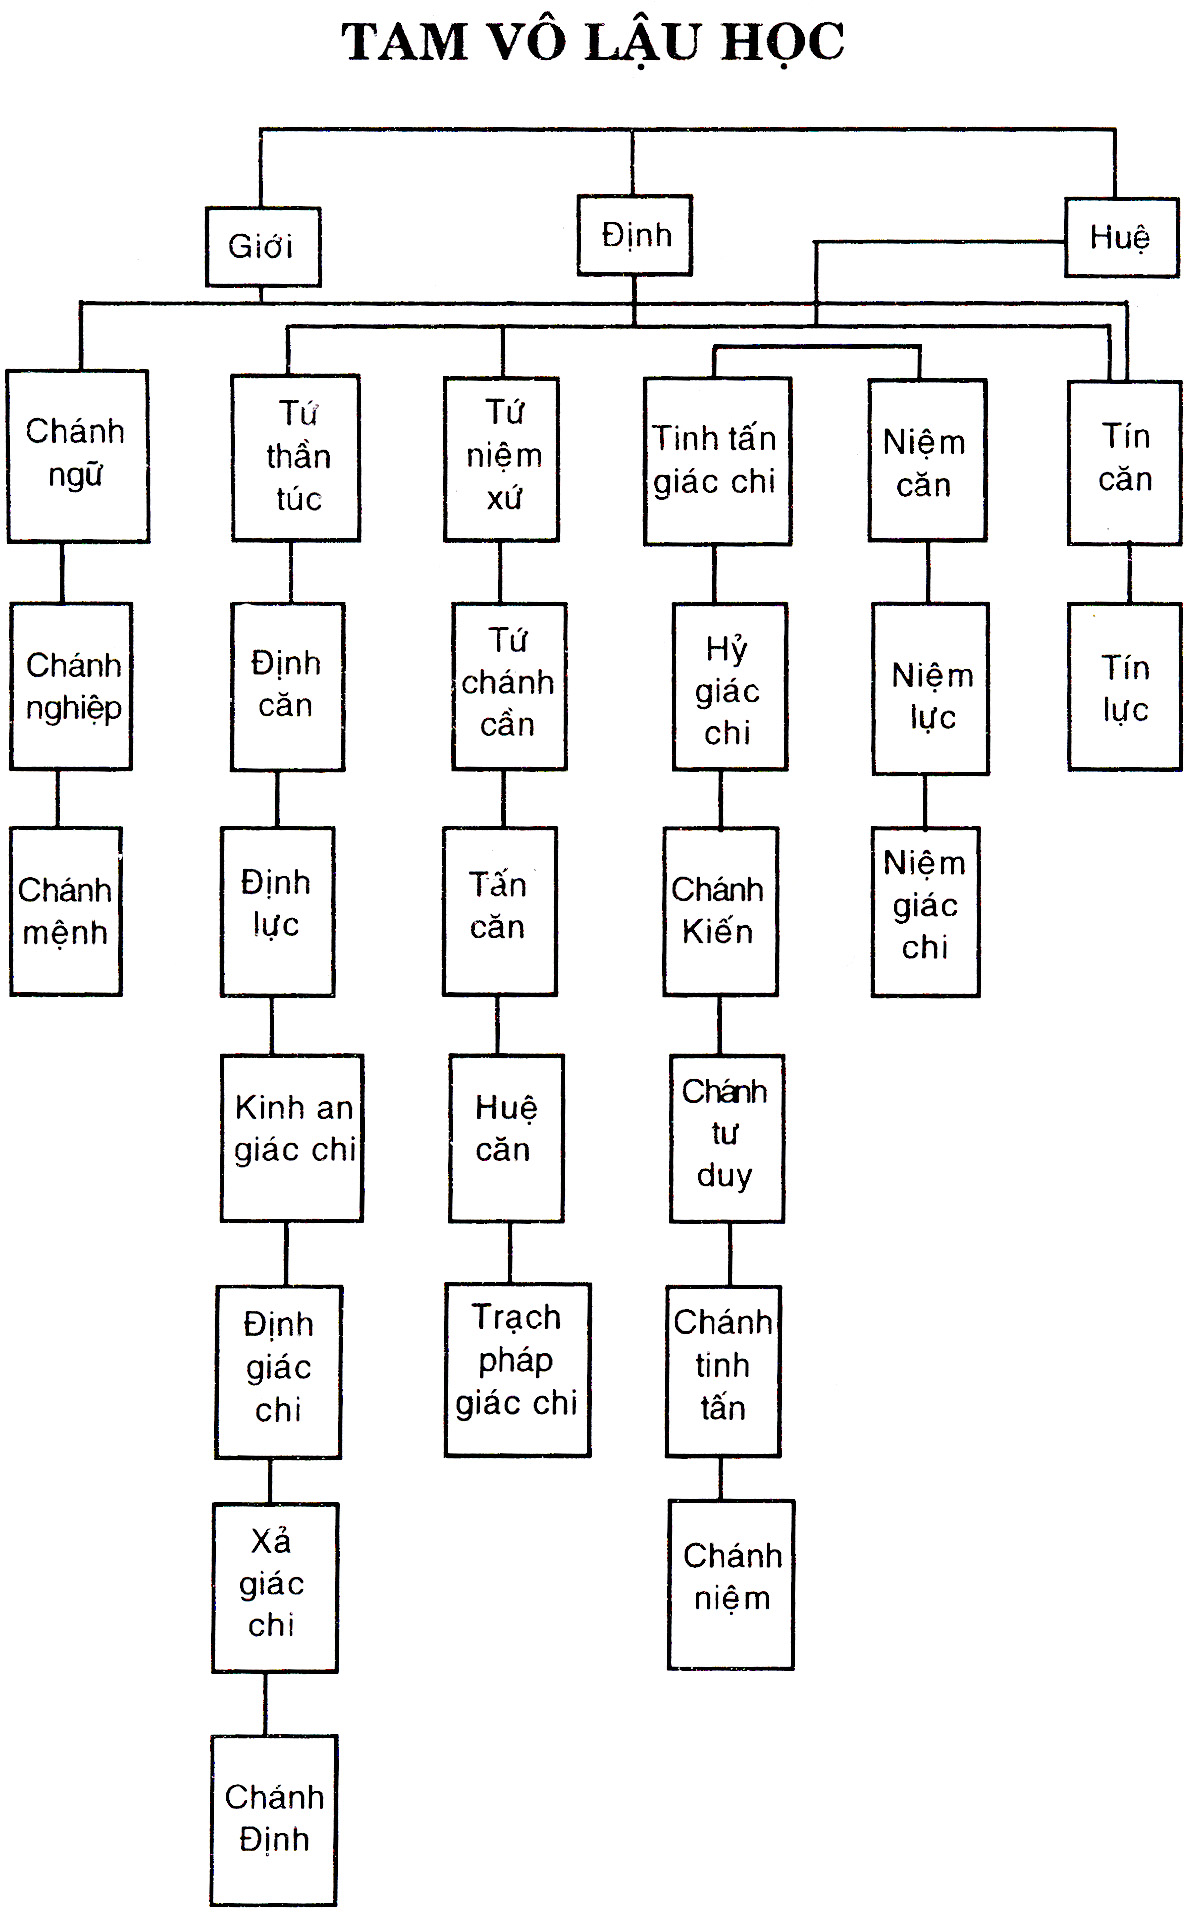 TAM VÔ LẬU HỌC
Giới
Định
Huệ
Chánh
ngữ
Tứ
thần
túc
Tứ
niệm
xứ
Tinh tấn
giác chi
Niệm
căn
Tín
căn
Chánh
nghiệp
Định
căn
Tứ
chánh
cần
Hỷ
giác
chi
Niệm
lực
Tín
lực
Chánh
mệnh
Định
lực
Tấn
căn
Chánh
Kiến
Niệm
giác
chi
Kinh an
giác chi
Huệ
căn
Chánh
tư
duy
Định
giác
chi
Trạch
pháp
giác chi
Chánh
tinh
tấn
Xả
giác
chi
Chánh
niệm
Chánh
Định